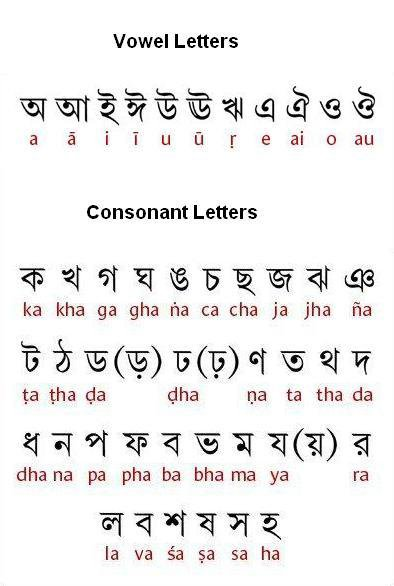 Vowel Letters
অ আ ই ঈ উ ঊ ঋ এ ঐ ও ঔ
a ā i ī u ū ṛ e ai o au
Consonant Letters
ক খ গ ঘ ঙ চ ছ জ ঝ ঞ
ka kha ga gha ṅa ca cha ja jha ña
ট ঠ ড(ড়) ঢ(ঢ়) ণ ত থ দ
ṭa ṭha ḍa ḍha ṇa ta tha da
ধ ন প ফ ব ভ ম য(য়) র
dha na pa pha ba bha ma ya ra
ল ব শ ষ স হ
la va śa ṣa sa ha